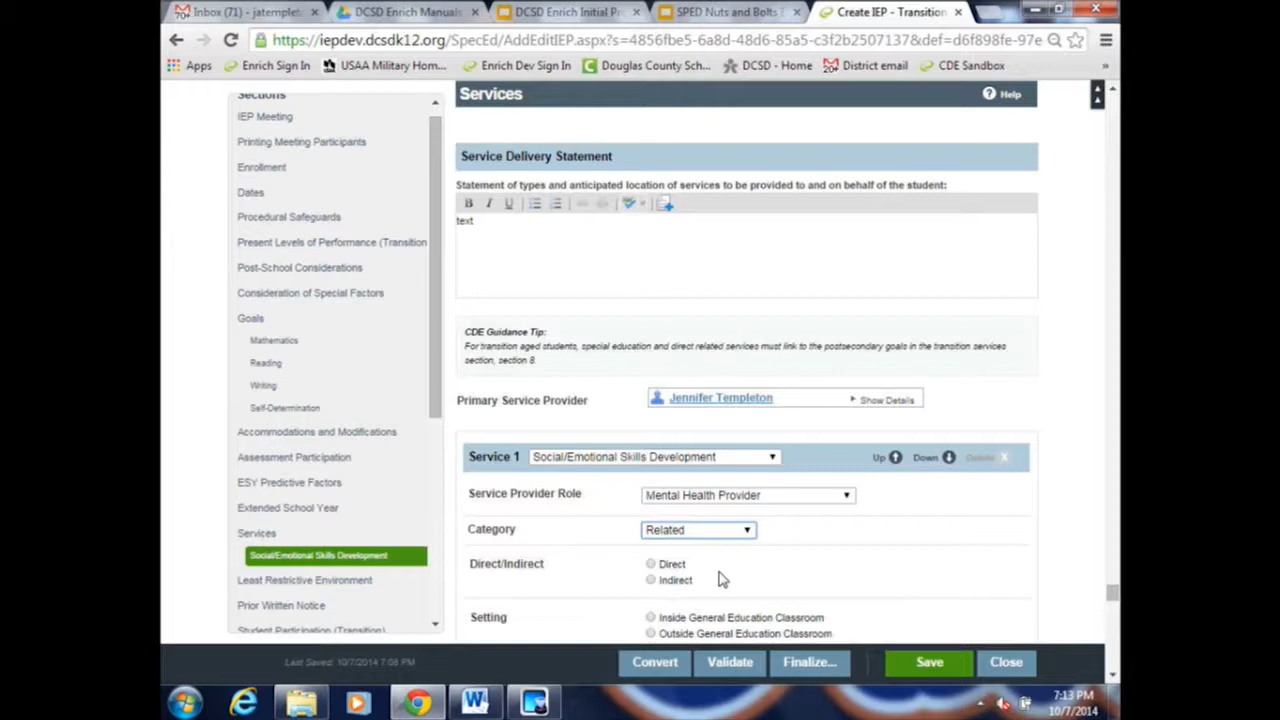 Inbox (71) - jatemplet
DCSD Enrich Manuals
DCSD Enrich Initial Pr
SPED Nuts and Bolts
Create IEP - Transition
https://iepdev.dcsdk12.org/SpecEd/AddEditIEP.aspx?s=4856fbe5-6a8d-48d6-85a5-c3f2b2507137&def=d6f898fe-97e
Apps
Enrich Sign In
USAA Military Hom...
Enrich Dev Sign In
Douglas County Sch...
DCSD - Home
District email
CDE Sandbox
»
Sections
IEP Meeting
Printing Meeting Participants
Enrollment
Dates
Procedural Safeguards
Present Levels of Performance (Transition
Post-School Considerations
Consideration of Special Factors
Goals
Mathematics
Reading
Writing
Self-Determination
Accommodations and Modifications
Assessment Participation
ESY Predictive Factors
Extended School Year
Services
Social/Emotional Skills Development
Least Restrictive Environment
Prior Written Notice
Student Participation (Transition)
Services
Help
Service Delivery Statement
Statement of types and anticipated location of services to be provided to and on behalf of the student:
B I U
text
CDE Guidance Tip:
For transition aged students, special education and direct related services must link to the postsecondary goals in the transition services
section, section 8.
Primary Service Provider Jennifer Templeton Show Details
Service 1 Social/Emotional Skills Development Up Down Delete
Service Provider Role Mental Health Provider
Category Related
Direct/Indirect Direct
Indirect
Setting Inside General Education Classroom
Outside General Education Classroom
Last Saved: 10/7/2014 7:08 PM
Convert
Validate
Finalize...
Save
Close
7:13 PM
10/7/2014